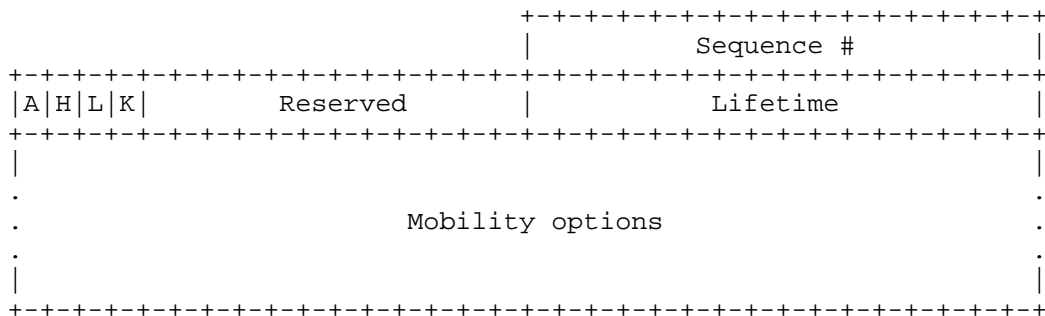 +-+-+-+-+-+-+-+-+-+-+-+-+-+-+-+-+
|          Sequence #           |
+-+-+-+-+-+-+-+-+-+-+-+-+-+-+-+-+-+-+-+-+-+-+-+-+-+-+-+-+-+-+-+-+
|A|H|L|K|        Reserved       |           Lifetime            |
+-+-+-+-+-+-+-+-+-+-+-+-+-+-+-+-+-+-+-+-+-+-+-+-+-+-+-+-+-+-+-+-+
|                                                               |
.                                                               .
.                        Mobility options                       .
.                                                               .
|                                                               |
+-+-+-+-+-+-+-+-+-+-+-+-+-+-+-+-+-+-+-+-+-+-+-+-+-+-+-+-+-+-+-+-+